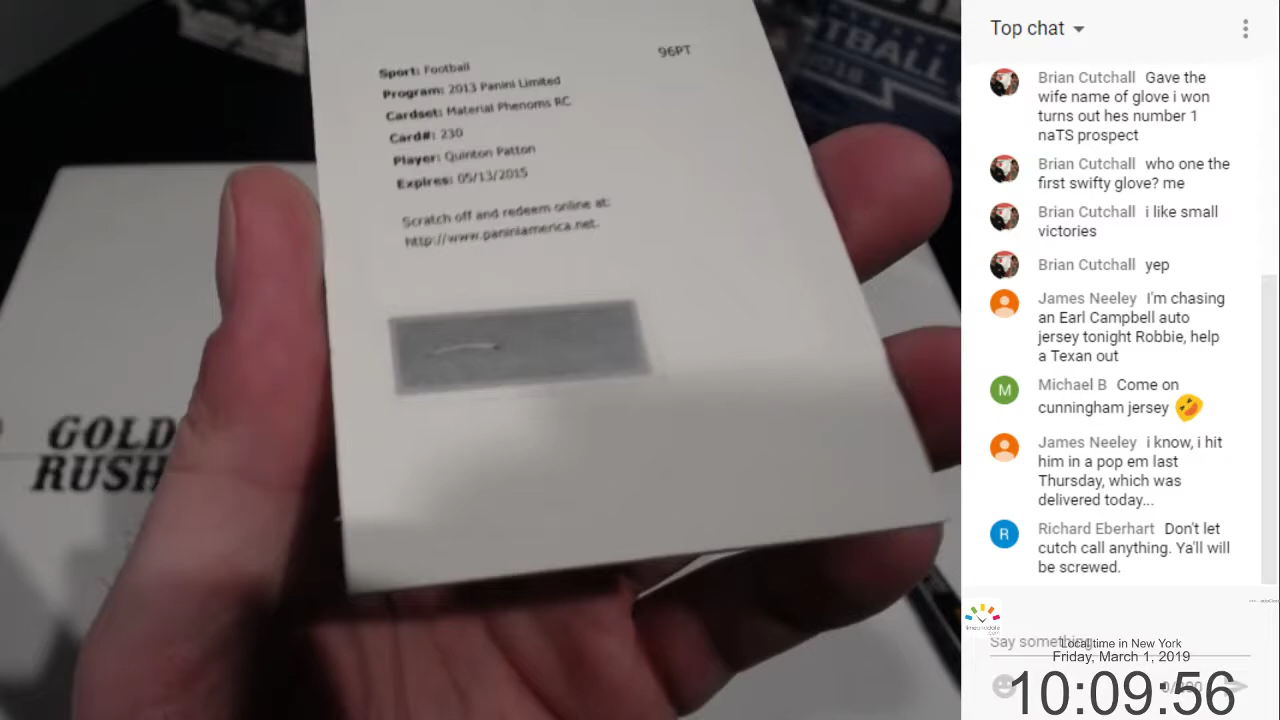 96PT
Sport: Football
Program: 2013 Panini Limited
Cardset: Material Phenoms RC
Card#: 230
Player: Quinton Patton
Expires: 05/13/2015
Scratch off and redeem online at:
http://www.paniniamerica.net.
GOLD
RUSH
TBALL
2018
Top chat
Brian Cutchall Gave the
wife name of glove i won
turns out hes number 1
naTS prospect
Brian Cutchall who one the
first swifty glove? me
Brian Cutchall i like small
victories
Brian Cutchall yep
James Neeley I'm chasing
an Earl Campbell auto
jersey tonight Robbie, help
a Texan out
M
Michael B Come on
cunningham jersey
James Neeley i know, i hit
him in a pop em last
Thursday, which was
delivered today...
R
Richard Eberhart Don't let
cutch call anything. Ya'll will
be screwed.
Say something...
Local time in New York
Friday, March 1, 2019
10:09:56